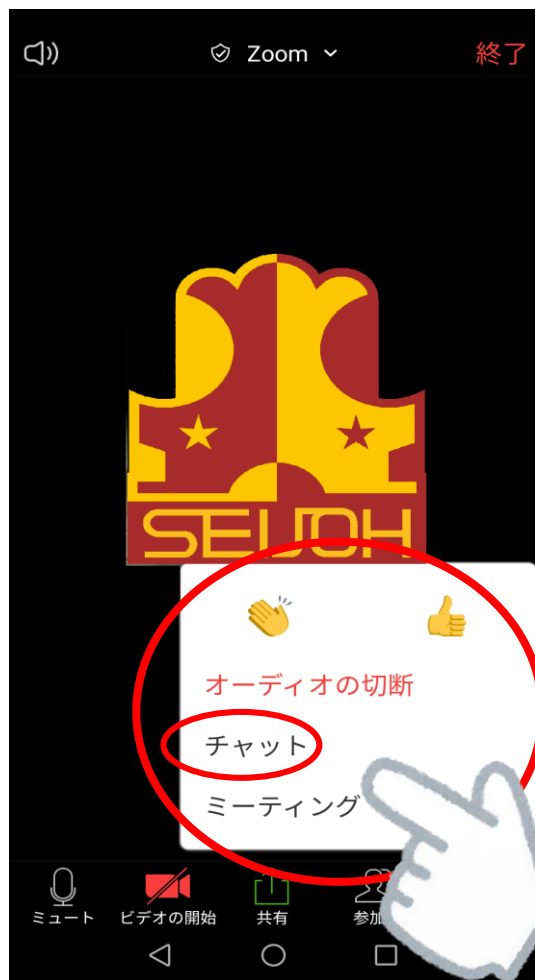 Zoom
終了
SEIJOH
オーディオの切断
チャット
ミーティング
ミュート
ビデオの開始
共有
参加